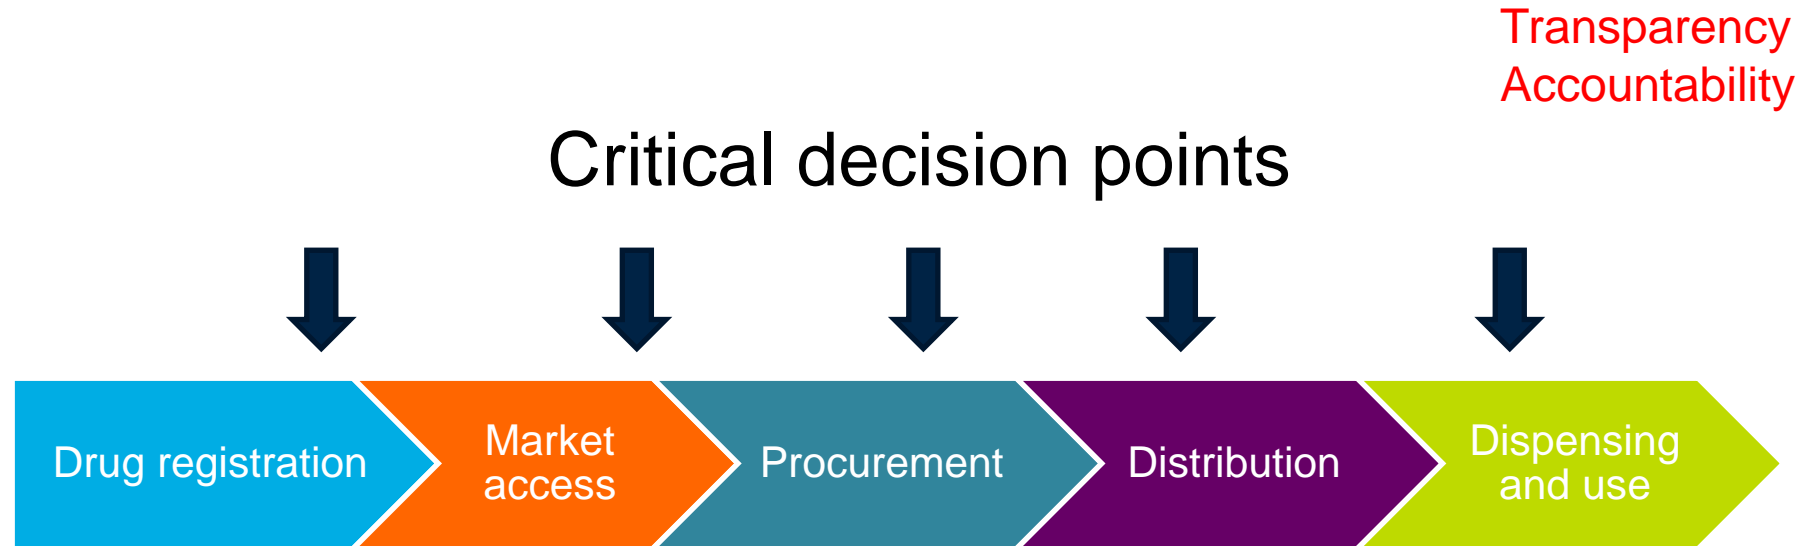 Transparency
Accountability
Critical decision points
Drug registration
Market
access
Procurement
Distribution
Dispensing
and use